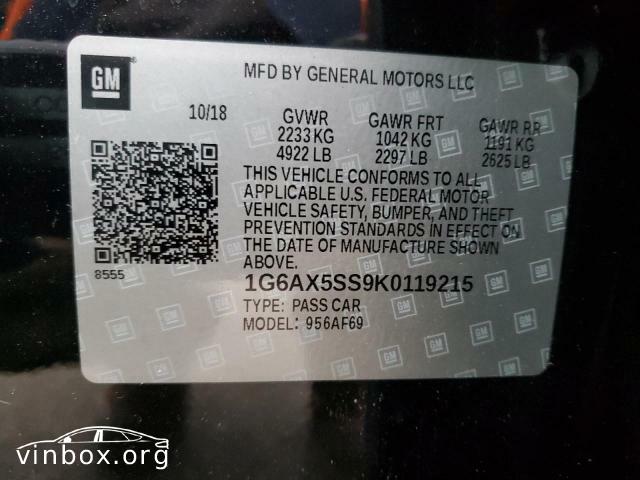 GM
MFD BY GENERAL MOTORS LLC
10/18 GVWR GAWR FRT GAWR RR
2233 KG 1042 KG 1191 KG
4922 LB 2297 LB 2625 LB
THIS VEHICLE CONFORMS TO ALL
APPLICABLE U.S. FEDERAL MOTOR
VEHICLE SAFETY, BUMPER, AND THEFT
PREVENTION STANDARDS IN EFFECT ON
THE DATE OF MANUFACTURE SHOWN
ABOVE.
8555
1G6AX5SS9K0119215
TYPE: PASS CAR
MODEL: 956AF69
vinbox.org